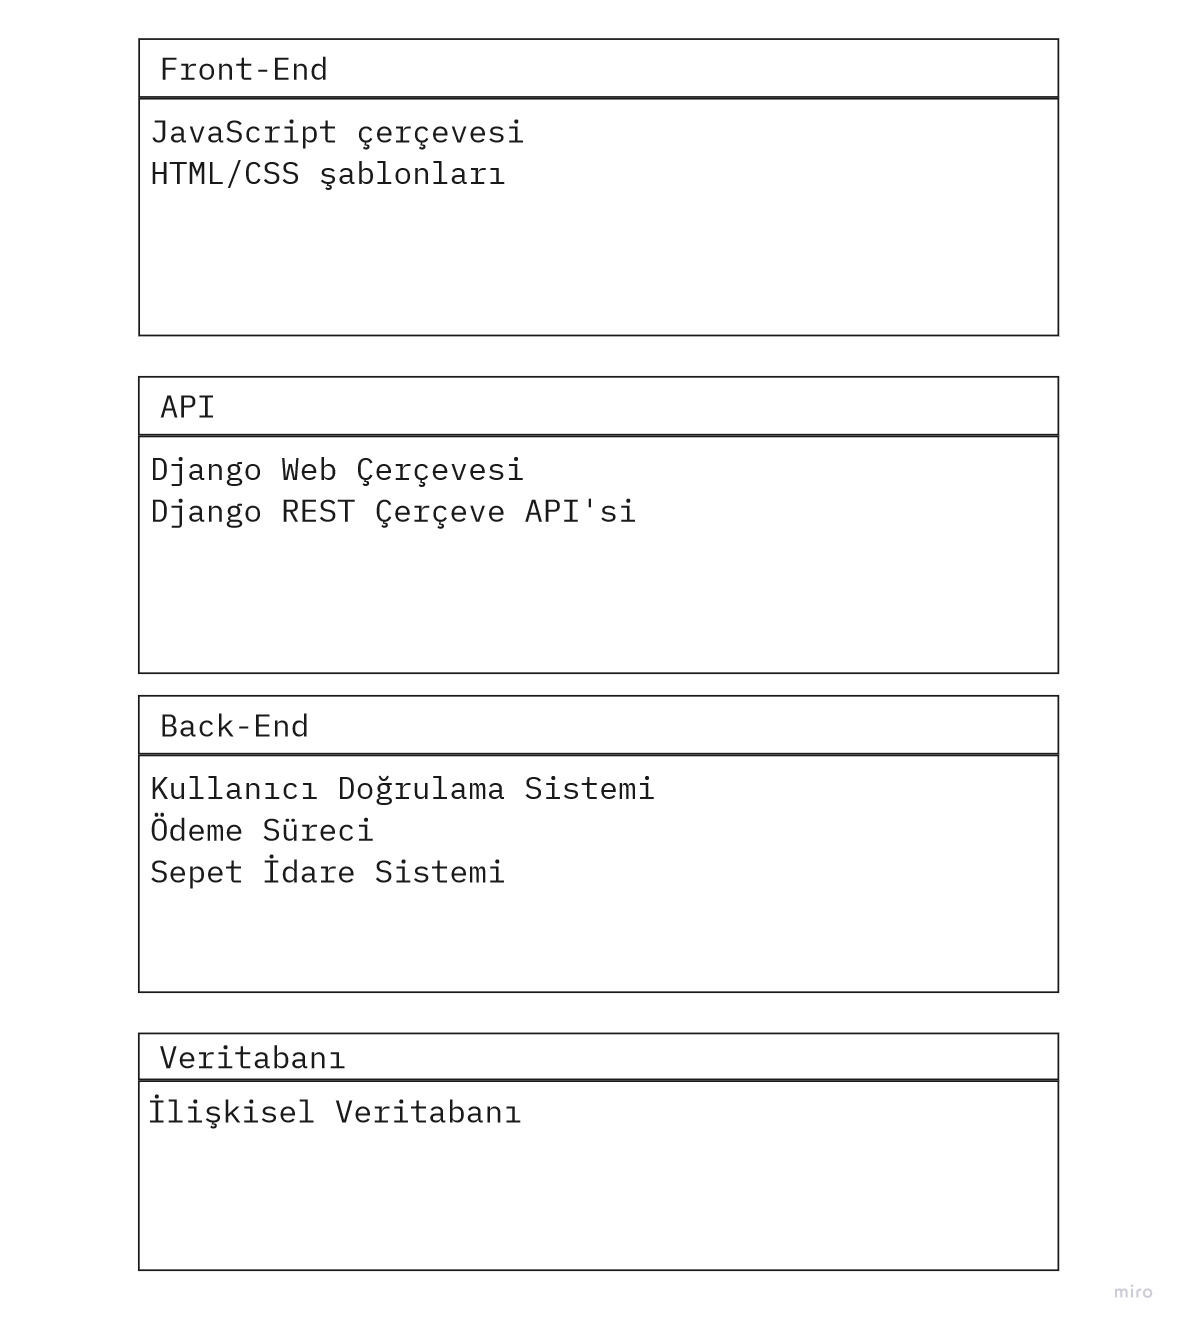 Front-End
JavaScript çerçevesi
HTML/CSS şablonları
API
Django Web Çerçevesi
Django REST Çerçeve API'si
Back-End
Kullanıcı Doğrulama Sistemi
Ödeme Süreci
Sepet İdare Sistemi
Veritabanı
İlişkisel Veritabanı
miro